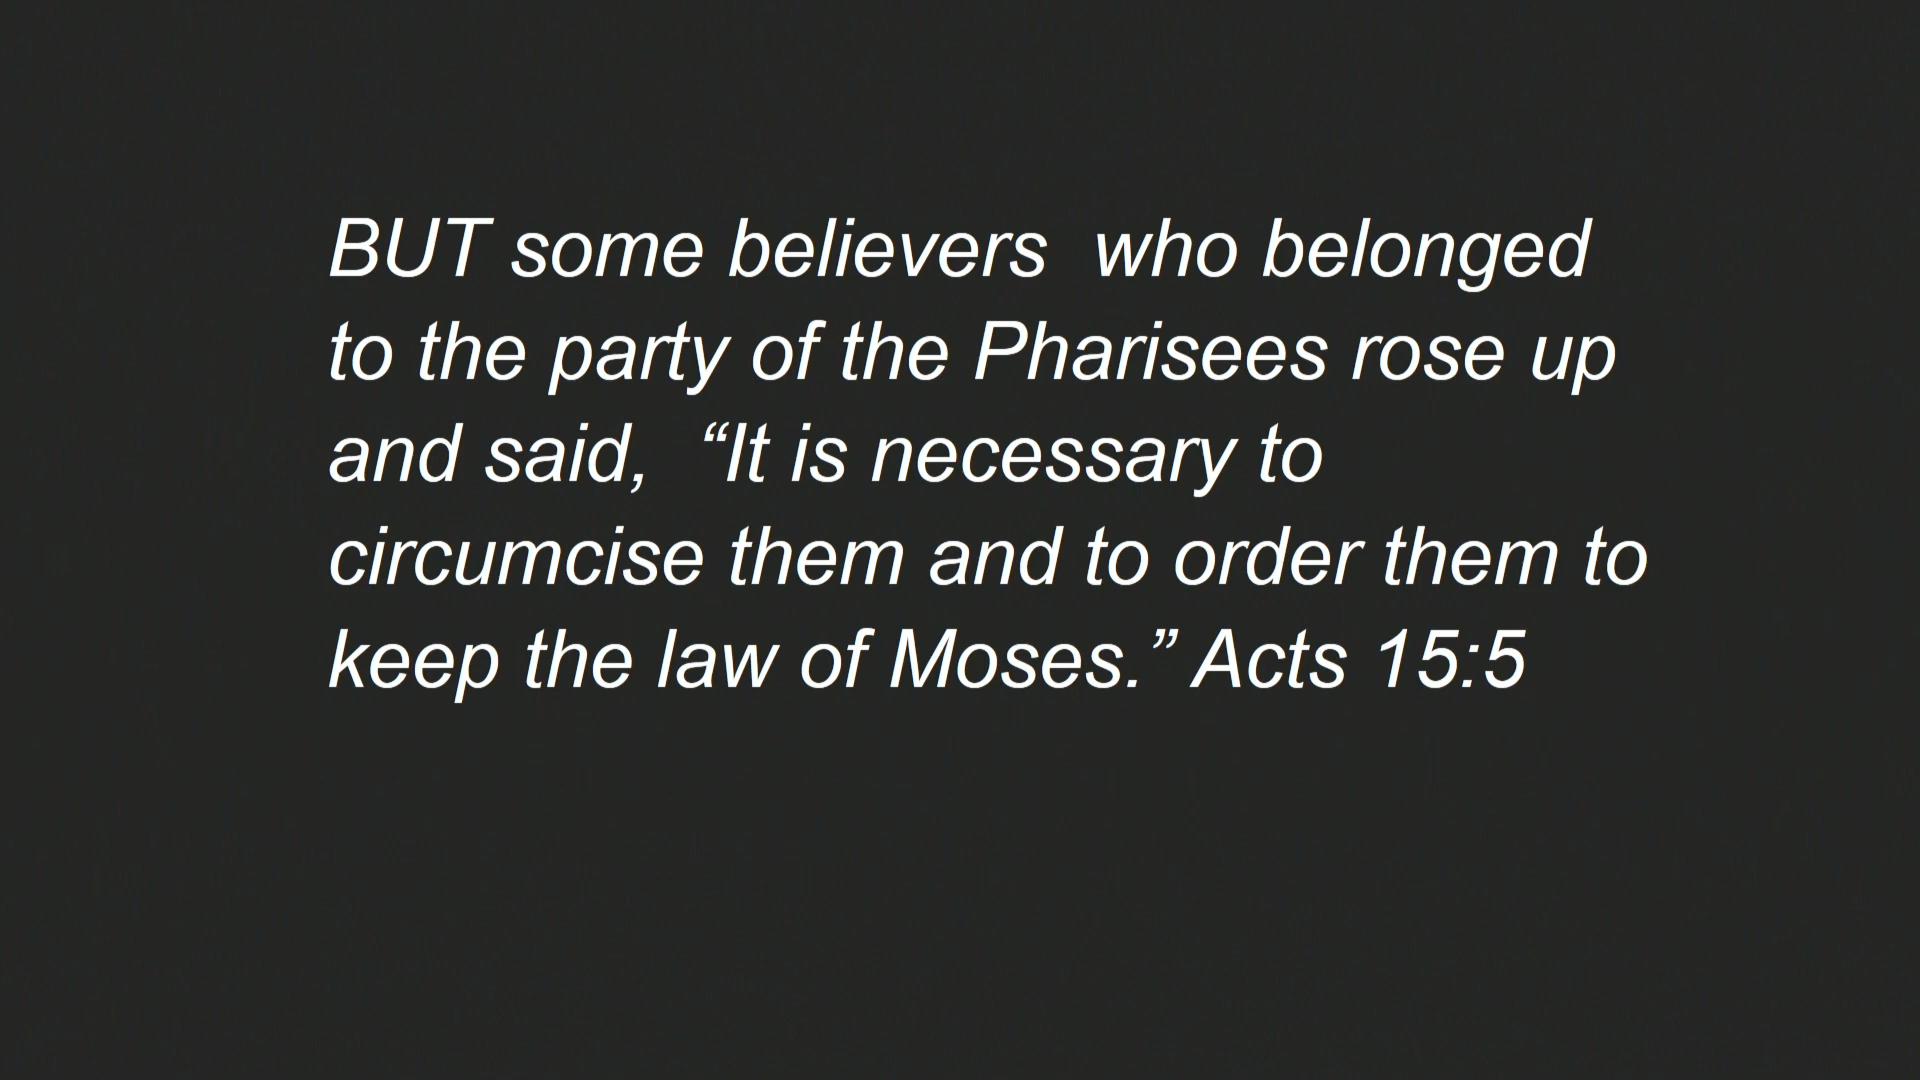 BUT some believers  who belonged
to the party of the Pharisees rose up
and said,  “It is necessary to
circumcise them and to order them to
keep the law of Moses.” Acts 15:5